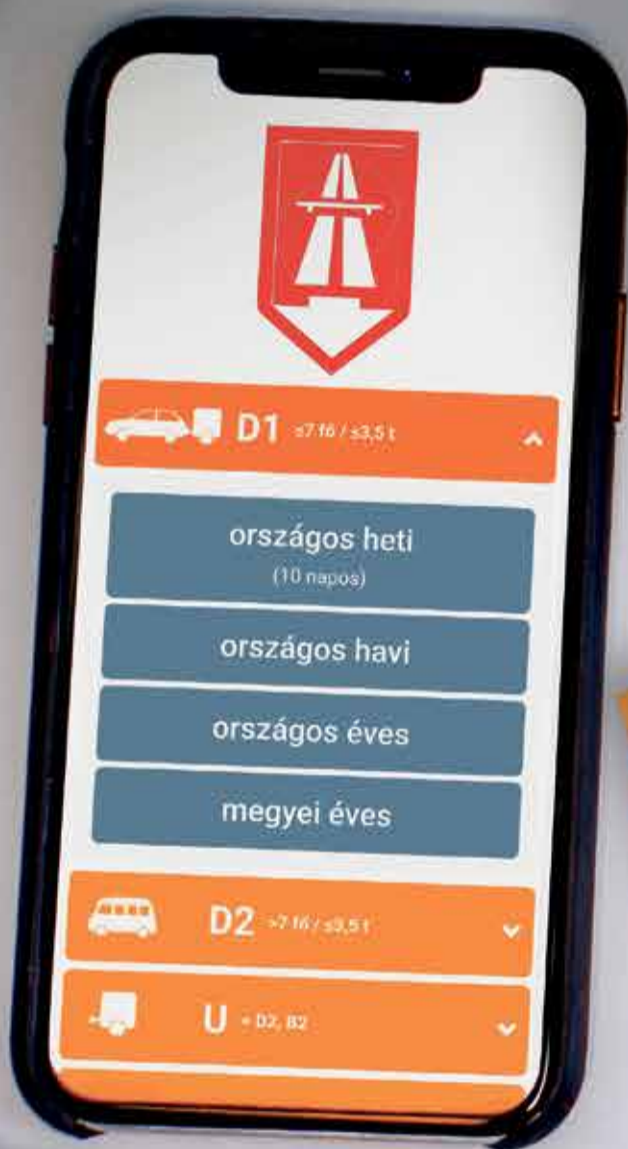 D1 ≤7 fő / ≤3,5 t
országos heti
(10 napos)
országos havi
országos éves
megyei éves
D2 >7 fő / ≤3,5 t
U + D2, B2